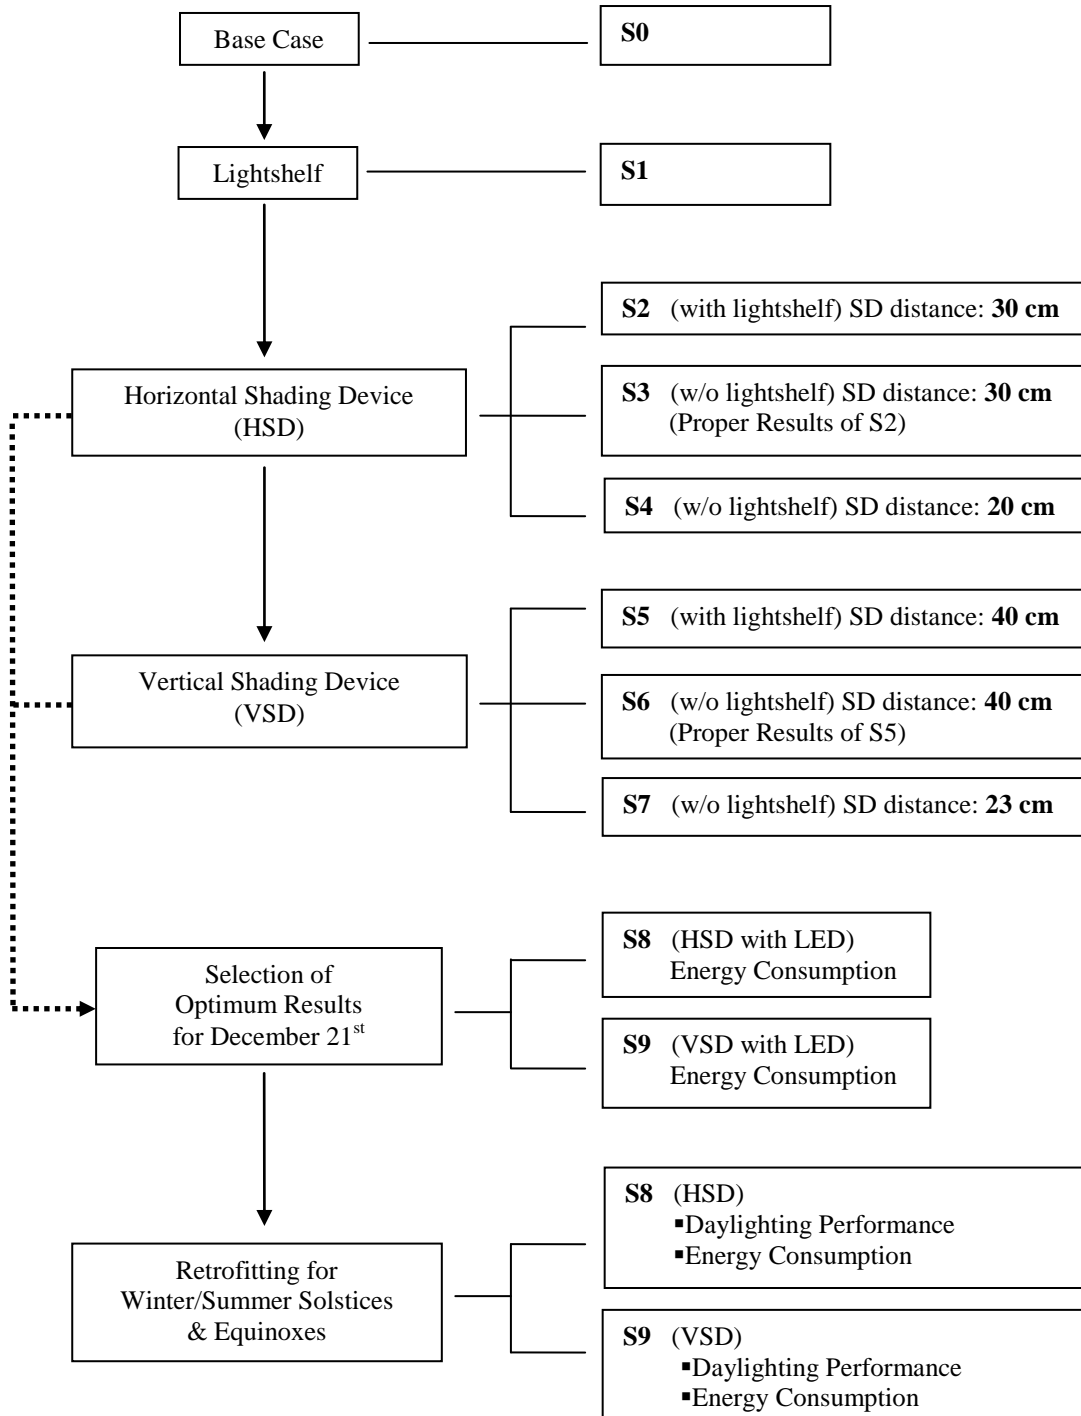 Base Case
S0
Lightshelf
S1
S2 (with lightshelf) SD distance: 30 cm
Horizontal Shading Device
(HSD)
S3 (w/o lightshelf) SD distance: 30 cm
(Proper Results of S2)
S4 (w/o lightshelf) SD distance: 20 cm
S5 (with lightshelf) SD distance: 40 cm
Vertical Shading Device
(VSD)
S6 (w/o lightshelf) SD distance: 40 cm
(Proper Results of S5)
S7 (w/o lightshelf) SD distance: 23 cm
Selection of
Optimum Results
for December 21st
S8 (HSD with LED)
Energy Consumption
S9 (VSD with LED)
Energy Consumption
Retrofitting for
Winter/Summer Solstices
& Equinoxes
S8 (HSD)
▪Daylighting Performance
▪Energy Consumption
S9 (VSD)
▪Daylighting Performance
▪Energy Consumption